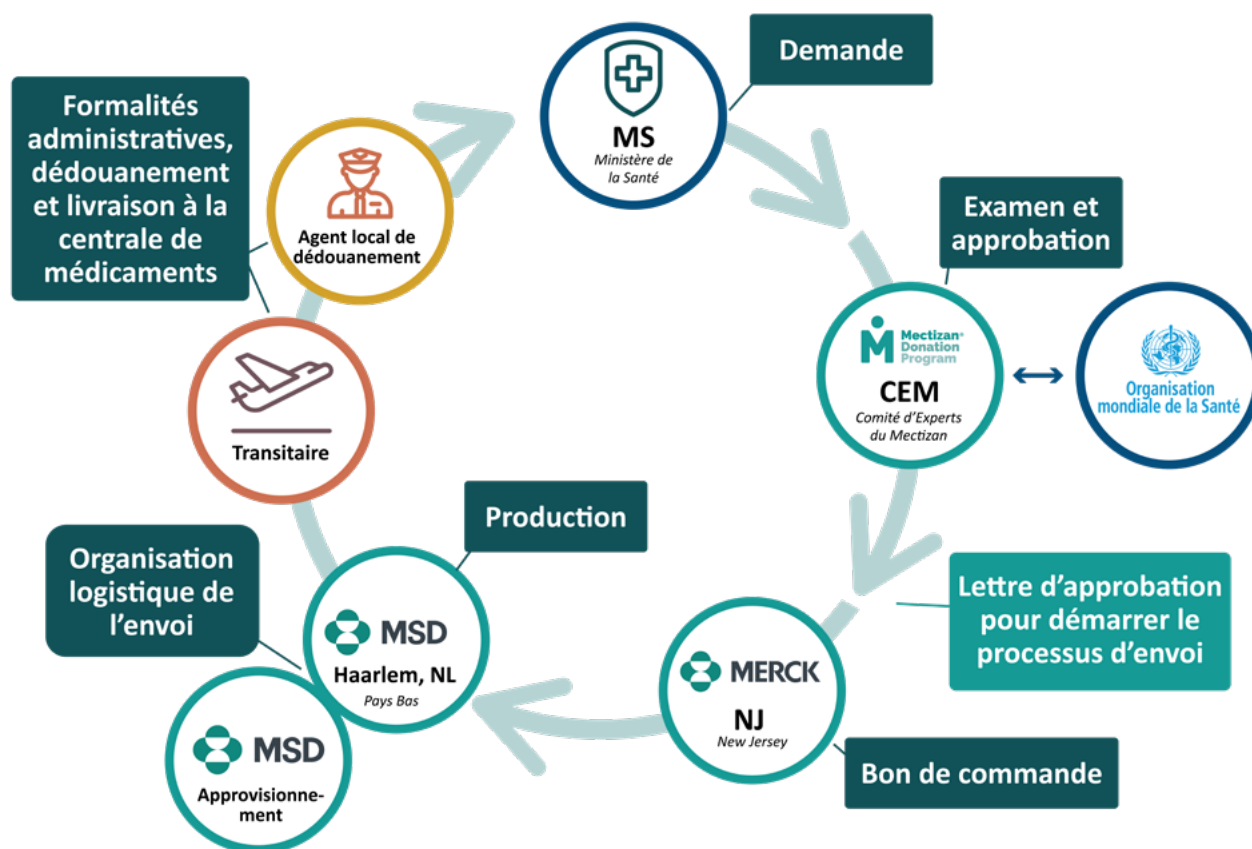 Demande
MS
Ministère de
la Santé
Formalités
administratives,
dédouanement
et livraison à la
centrale de
médicaments
Agent local de
dédouanement
Examen et
approbation
Mectizan®
Donation
Program
CEM
Comité d'Experts
du Mectizan
Organisation
mondiale de la Santé
Transitaire
Production
Organisation
logistique de
l'envoi
Lettre d'approbation
pour démarrer le
processus d'envoi
MSD
Haarlem, NL
Pays Bas
MERCK
NJ
New Jersey
MSD
Approvisionne-
ment
Bon de commande